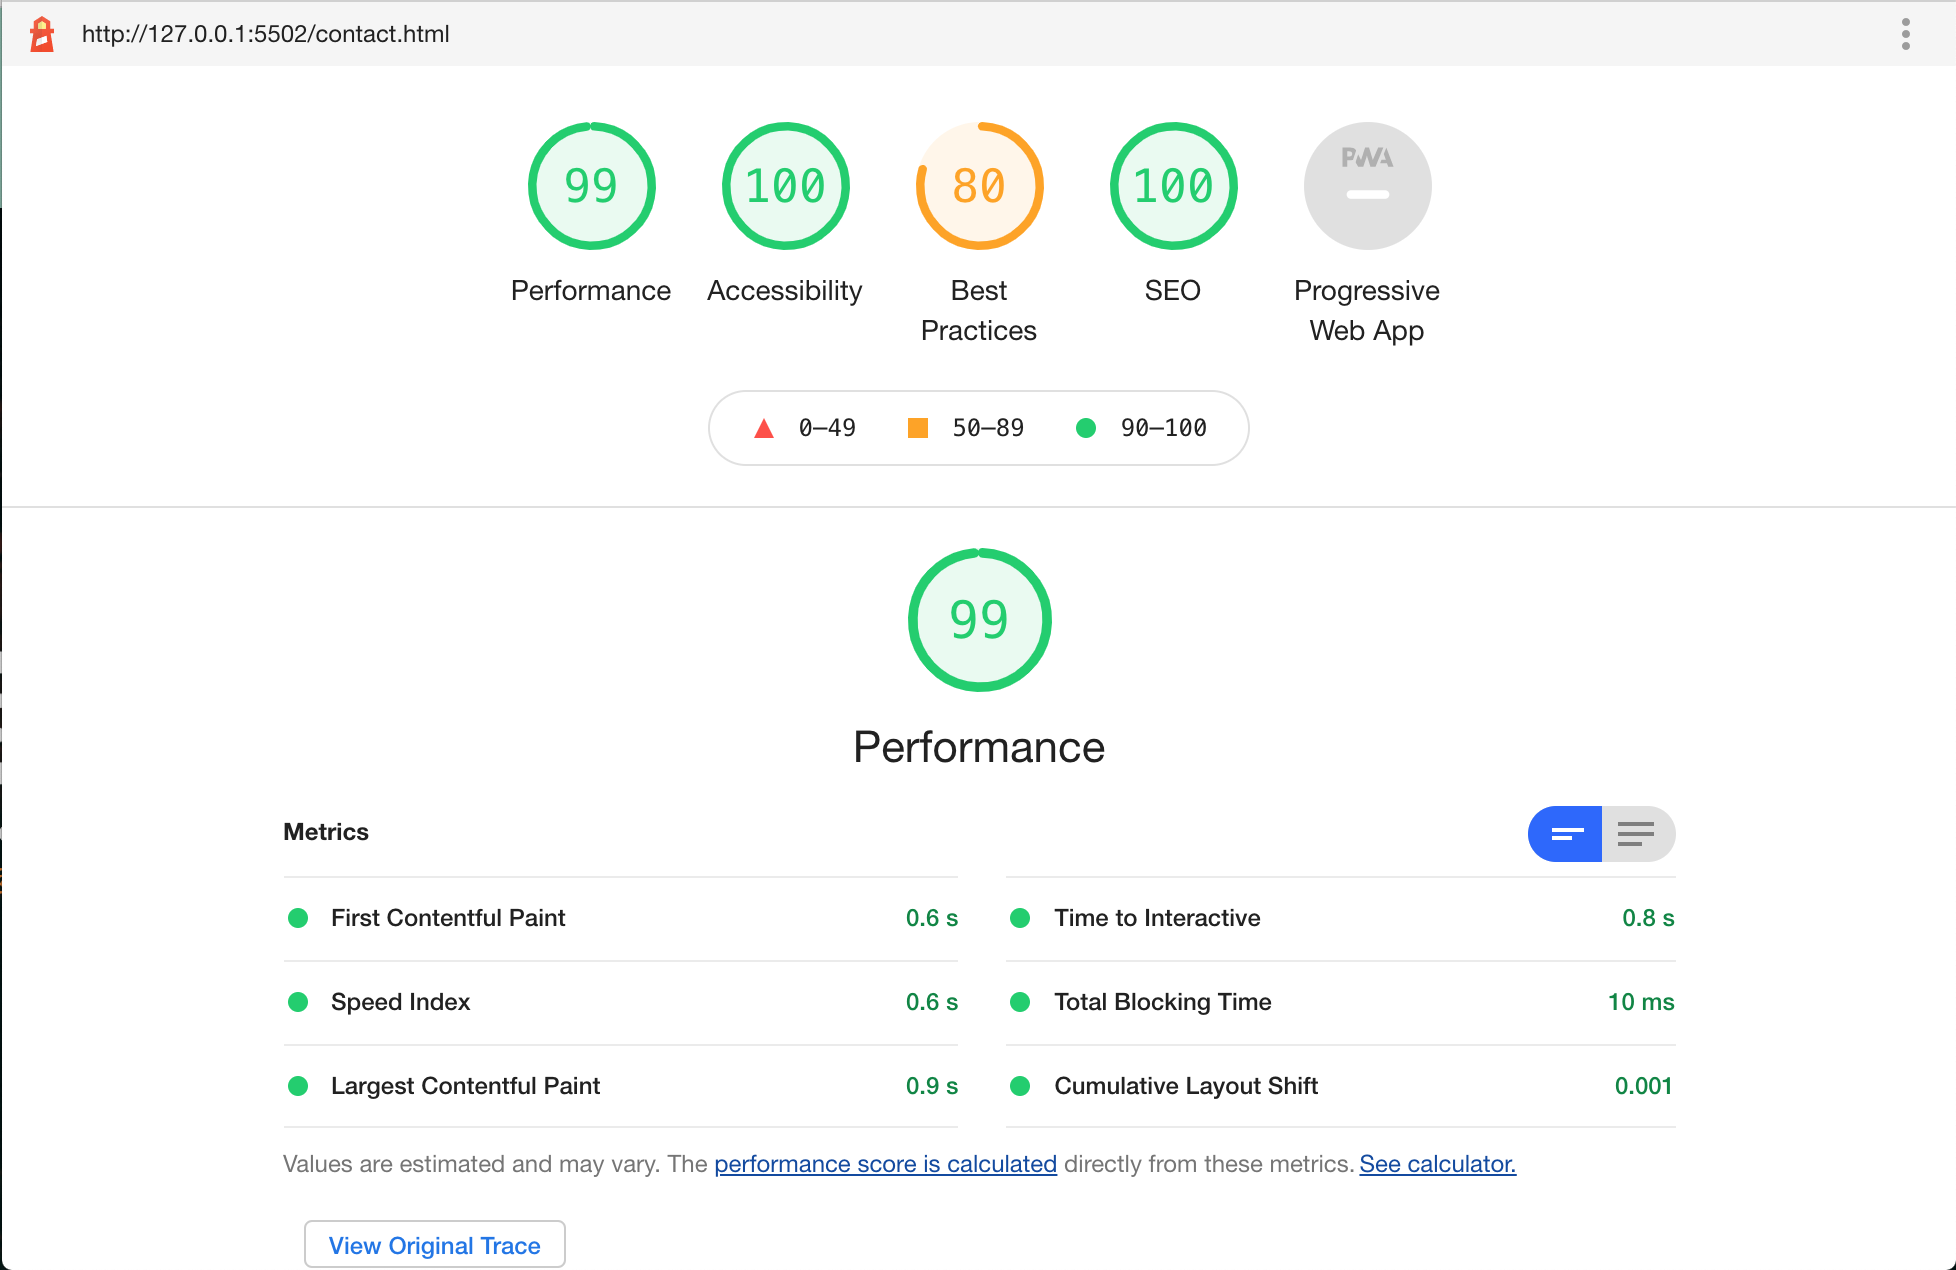 http://127.0.0.1:5502/contact.html
99 100 80 100 PWA
Performance Accessibility Best Practices SEO Progressive Web App
0–49 50–89 90–100
99
Performance
Metrics
First Contentful Paint 0.6 s
Time to Interactive 0.8 s
Speed Index 0.6 s
Total Blocking Time 10 ms
Largest Contentful Paint 0.9 s
Cumulative Layout Shift 0.001
Values are estimated and may vary. The performance score is calculated directly from these metrics. See calculator.
View Original Trace